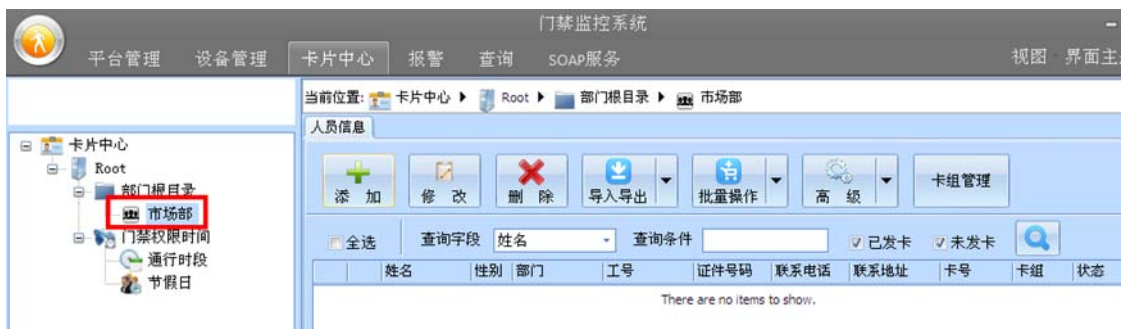 门禁监控系统
平台管理 设备管理 卡片中心 报警 查询 SOAP服务 视图 界面主
当前位置: 卡片中心 Root 部门根目录 市场部
人员信息
卡片中心
Root
部门根目录
市场部
门禁权限时间
通行时段
节假日
添 加 修 改 删 除 导入导出 批量操作 高 级 卡组管理
全选 查询字段 姓名 查询条件 已发卡 未发卡
姓名 性别 部门 工号 证件号码 联系电话 联系地址 卡号 卡组 状态
There are no items to show.